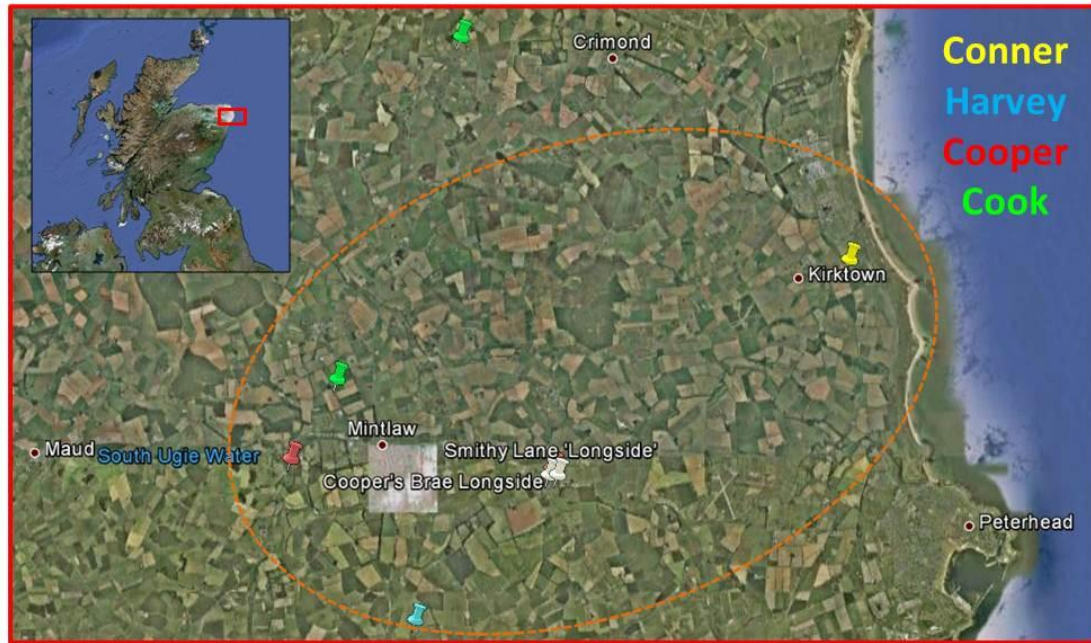 Conner
Harvey
Cooper
Cook
Crimond
Kirktown
Mintlaw
Maud
South Ugie Water
Smithy Lane 'Longside'
Cooper's Brae Longside
Peterhead